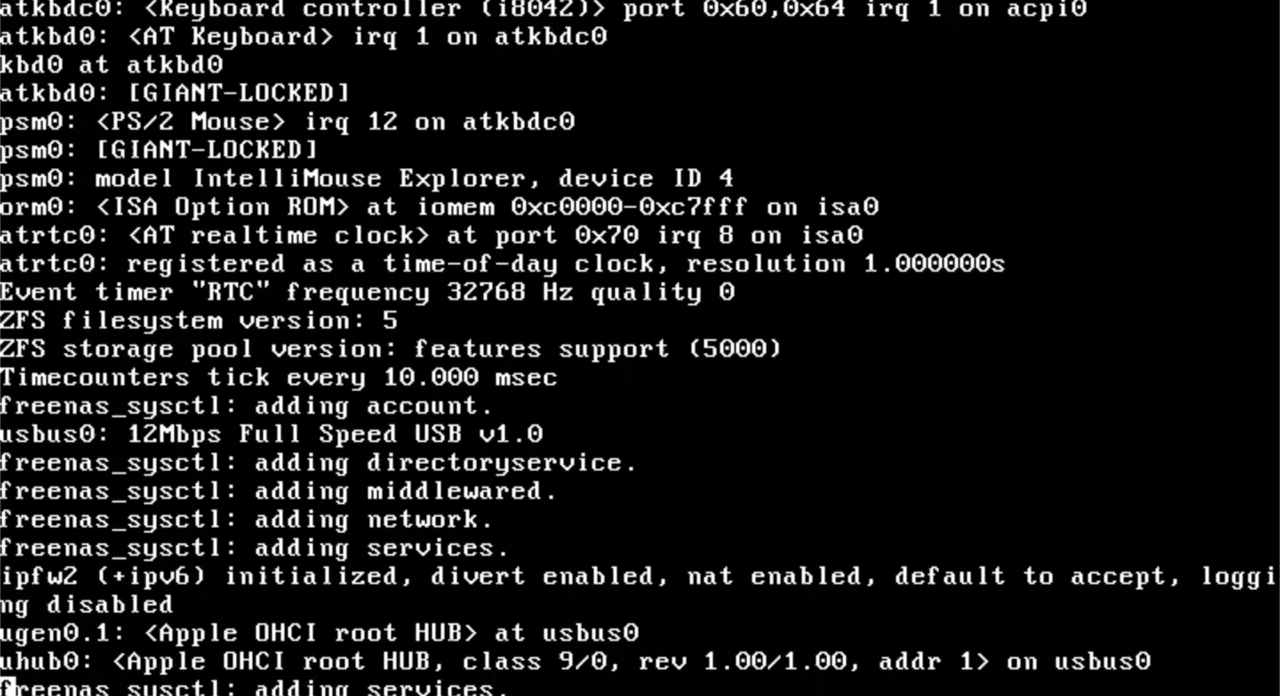 atkbdc0: <Keyboard controller (i8042)> port 0x60,0x64 irq 1 on acpi0
atkbd0: <AT Keyboard> irq 1 on atkbdc0
kbd0 at atkbd0
atkbd0: [GIANT-LOCKED]
psm0: <PS/2 Mouse> irq 12 on atkbdc0
psm0: [GIANT-LOCKED]
psm0: model IntelliMouse Explorer, device ID 4
orm0: <ISA Option ROM> at iomem 0xc0000-0xc7fff on isa0
atrtc0: <AT realtime clock> at port 0x70 irq 8 on isa0
atrtc0: registered as a time-of-day clock, resolution 1.000000s
Event timer "RTC" frequency 32768 Hz quality 0
ZFS filesystem version: 5
ZFS storage pool version: features support (5000)
Timecounters tick every 10.000 msec
freenas_sysctl: adding account.
usbus0: 12Mbps Full Speed USB v1.0
freenas_sysctl: adding directoryservice.
freenas_sysctl: adding middlewared.
freenas_sysctl: adding network.
freenas_sysctl: adding services.
ipfw2 (+ipv6) initialized, divert enabled, nat enabled, default to accept, loggi
ng disabled
ugen0.1: <Apple OHCI root HUB> at usbus0
uhub0: <Apple OHCI root HUB, class 9/0, rev 1.00/1.00, addr 1> on usbus0
freenas_sysctl: adding services.